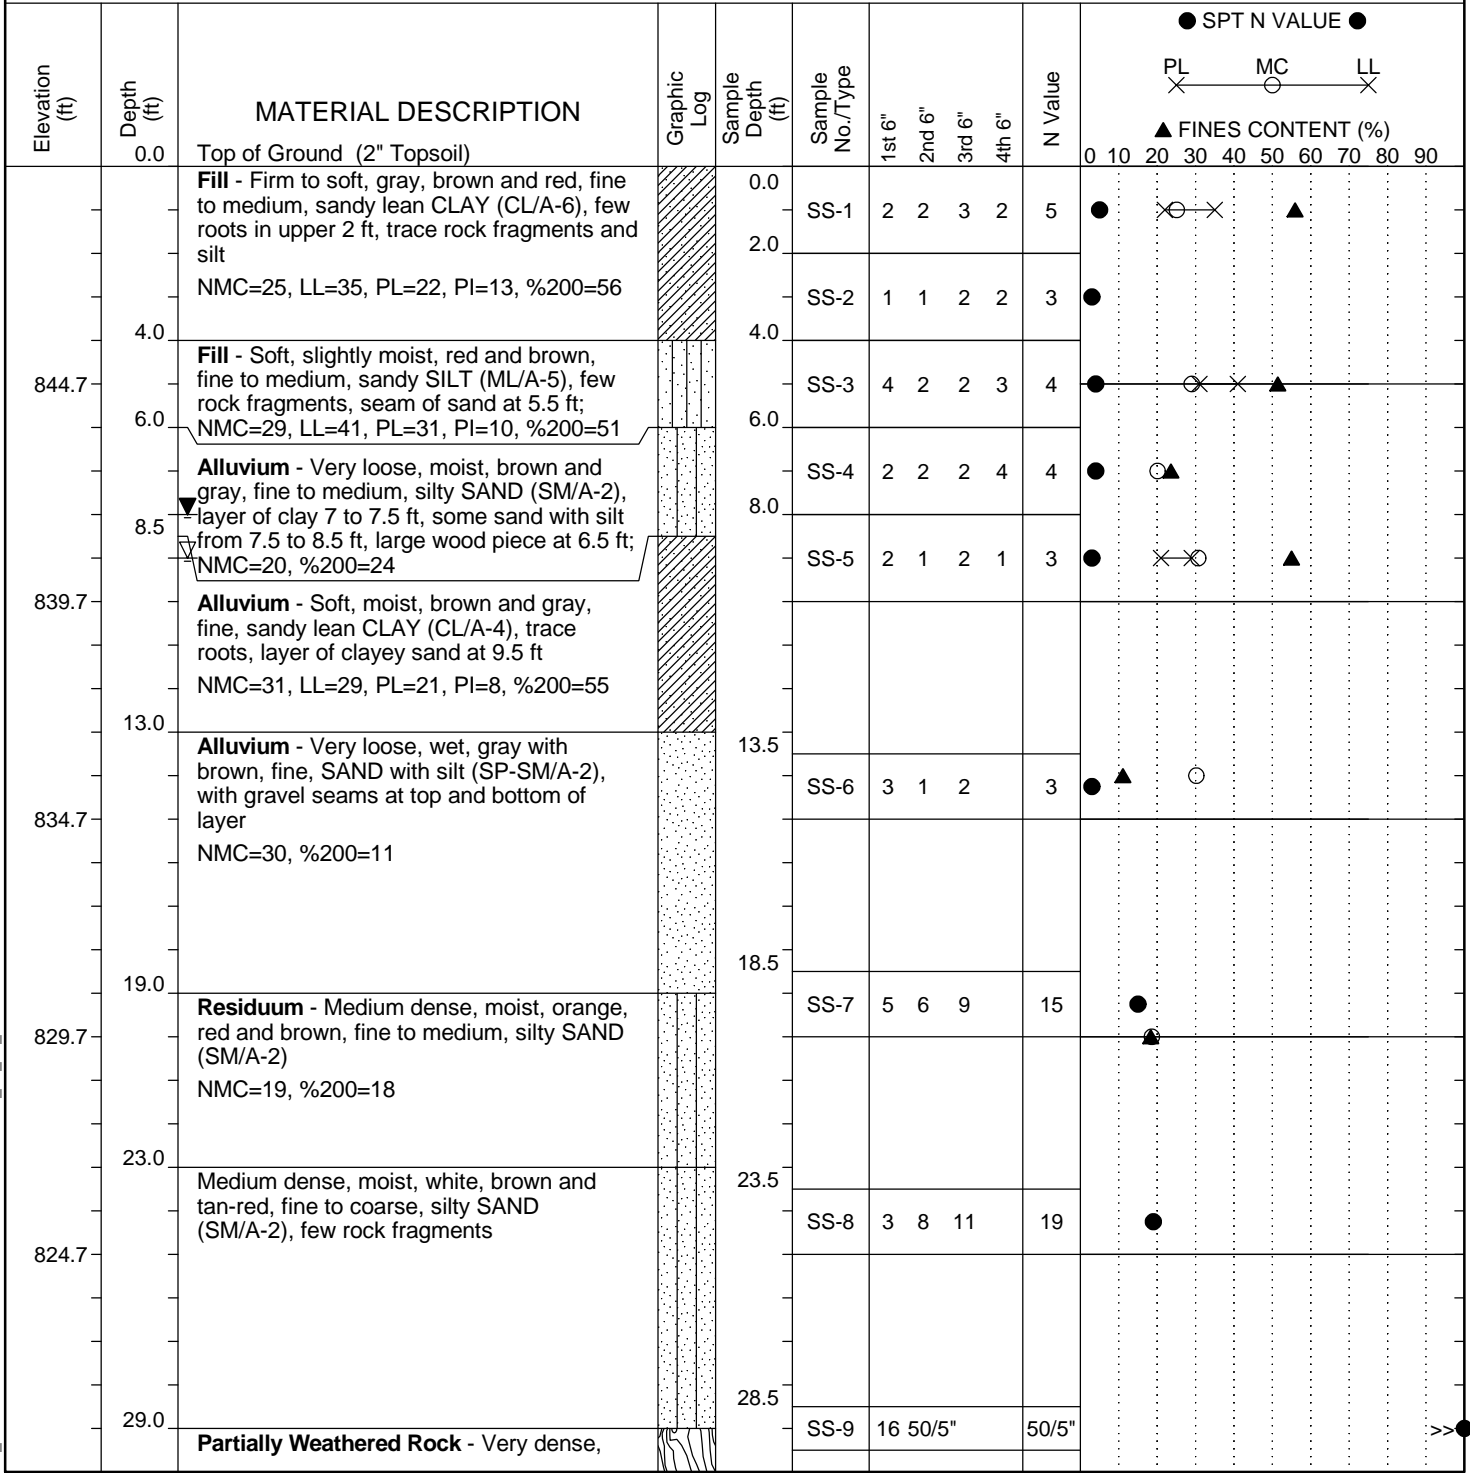 ● SPT N VALUE ●
PL MC LL
▲ FINES CONTENT (%)
0 10 20 30 40 50 60 70 80 90
Elevation (ft)
Depth (ft)
MATERIAL DESCRIPTION
Graphic Log
Sample Depth (ft)
Sample No./Type
1st 6"
2nd 6"
3rd 6"
4th 6"
N Value
0.0 Top of Ground (2" Topsoil)
Fill - Firm to soft, gray, brown and red, fine
to medium, sandy lean CLAY (CL/A-6), few
roots in upper 2 ft, trace rock fragments and
silt
NMC=25, LL=35, PL=22, PI=13, %200=56
0.0
SS-1 2 2 3 2 5
2.0
SS-2 1 1 2 2 3
4.0
4.0
Fill - Soft, slightly moist, red and brown,
fine to medium, sandy SILT (ML/A-5), few
rock fragments, seam of sand at 5.5 ft;
NMC=29, LL=41, PL=31, PI=10, %200=51
844.7
SS-3 4 2 2 3 4
6.0
6.0
Alluvium - Very loose, moist, brown and
gray, fine to medium, silty SAND (SM/A-2),
layer of clay 7 to 7.5 ft, some sand with silt
from 7.5 to 8.5 ft, large wood piece at 6.5 ft;
NMC=20, %200=24
SS-4 2 2 2 4 4
8.0
8.5
SS-5 2 1 2 1 3
839.7
Alluvium - Soft, moist, brown and gray,
fine, sandy lean CLAY (CL/A-4), trace
roots, layer of clayey sand at 9.5 ft
NMC=31, LL=29, PL=21, PI=8, %200=55
13.0
13.5
Alluvium - Very loose, wet, gray with
brown, fine, SAND with silt (SP-SM/A-2),
with gravel seams at top and bottom of
layer
NMC=30, %200=11
SS-6 3 1 2 3
834.7
18.5
19.0
Residuum - Medium dense, moist, orange,
red and brown, fine to medium, silty SAND
(SM/A-2)
NMC=19, %200=18
SS-7 5 6 9 15
829.7
23.0
23.5
Medium dense, moist, white, brown and
tan-red, fine to coarse, silty SAND
(SM/A-2), few rock fragments
SS-8 3 8 11 19
824.7
28.5
29.0
SS-9 16 50/5" 50/5" >>●
Partially Weathered Rock - Very dense,